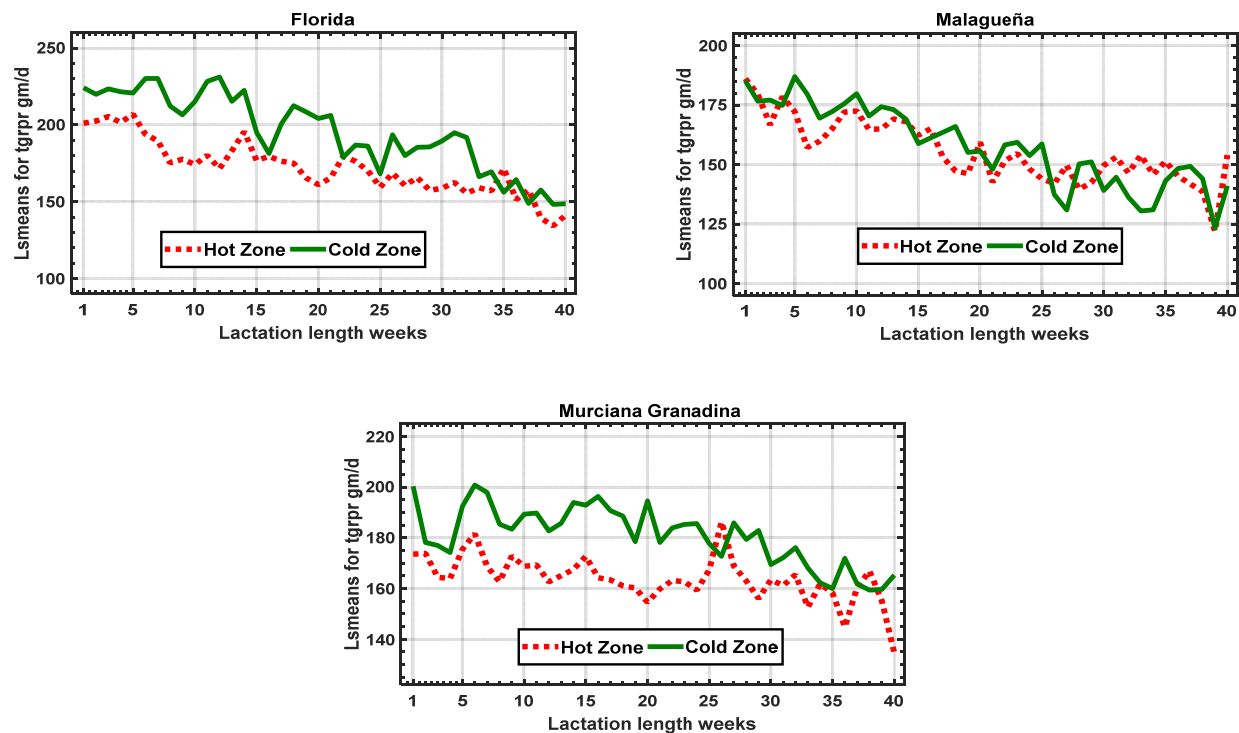 Florida
Lsmeans for tgrpr gm/d
250
200
150
100
Hot Zone Cold Zone
1 5 10 15 20 25 30 35 40
Lactation length weeks
Malagueña
Lsmeans for tgrpr gm/d
200
175
150
125
100
Hot Zone Cold Zone
1 5 10 15 20 25 30 35 40
Lactation length weeks
Murciana Granadina
Lsmeans for tgrpr gm/d
220
200
180
160
140
Hot Zone Cold Zone
1 5 10 15 20 25 30 35 40
Lactation length weeks